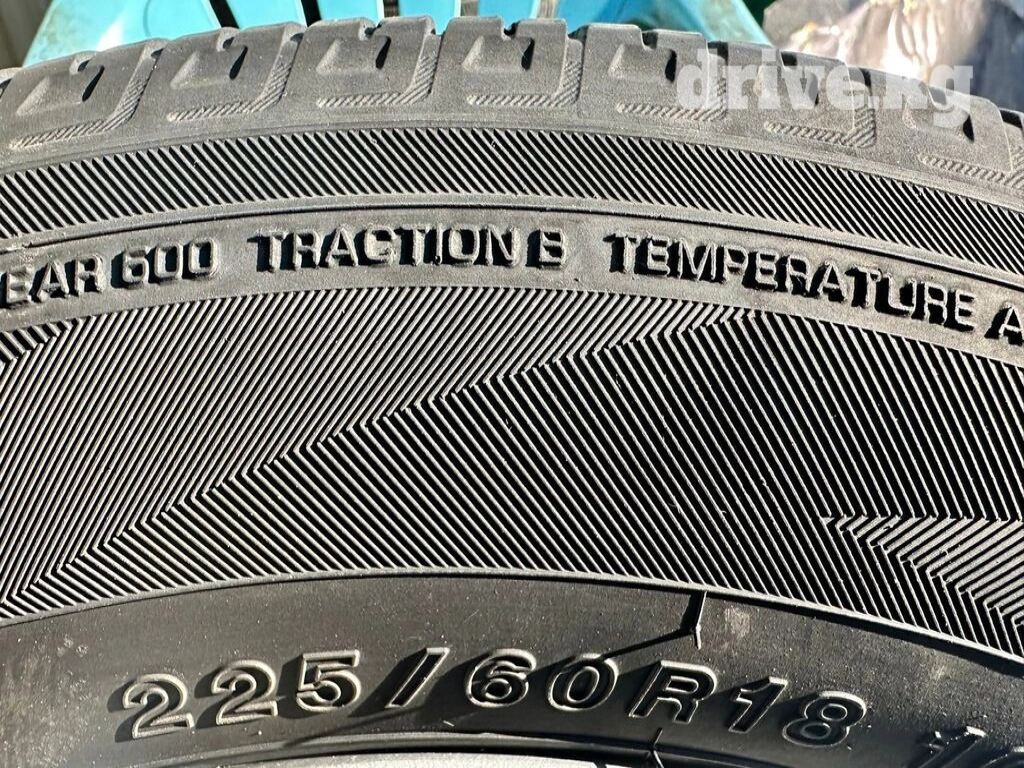 drive.kg
EAR 600 TRACTION B TEMPERATURE A
225/60R18